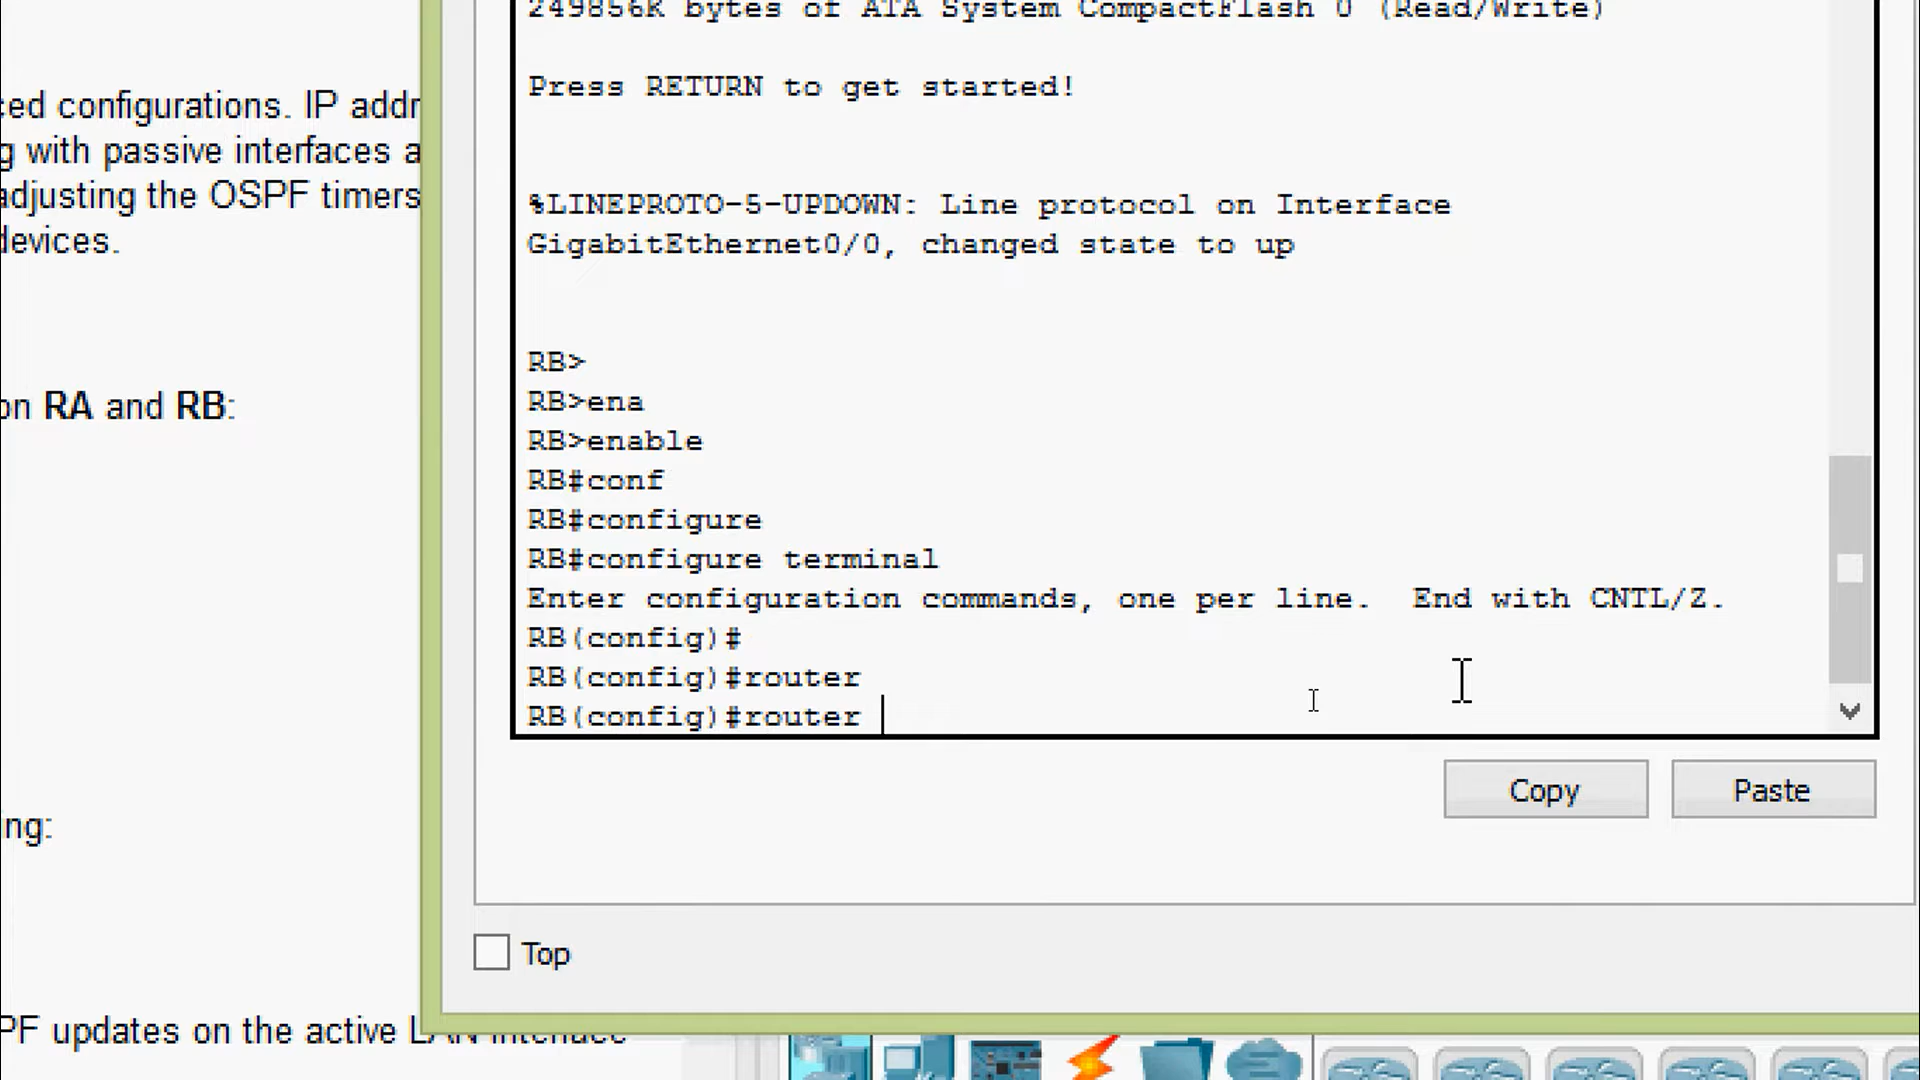 249856K bytes of ATA System CompactFlash 0 (Read/Write)
Press RETURN to get started!
%LINEPROTO-5-UPDOWN: Line protocol on Interface
GigabitEthernet0/0, changed state to up
RB>
RB>ena
RB>enable
RB#conf
RB#configure
RB#configure terminal
Enter configuration commands, one per line.  End with CNTL/Z.
RB(config)#
RB(config)#router
RB(config)#router
Copy
Paste
Top
ced configurations. IP addr
g with passive interfaces a
adjusting the OSPF timers
devices.
on RA and RB:
ng:
PF updates on the active LAN interface